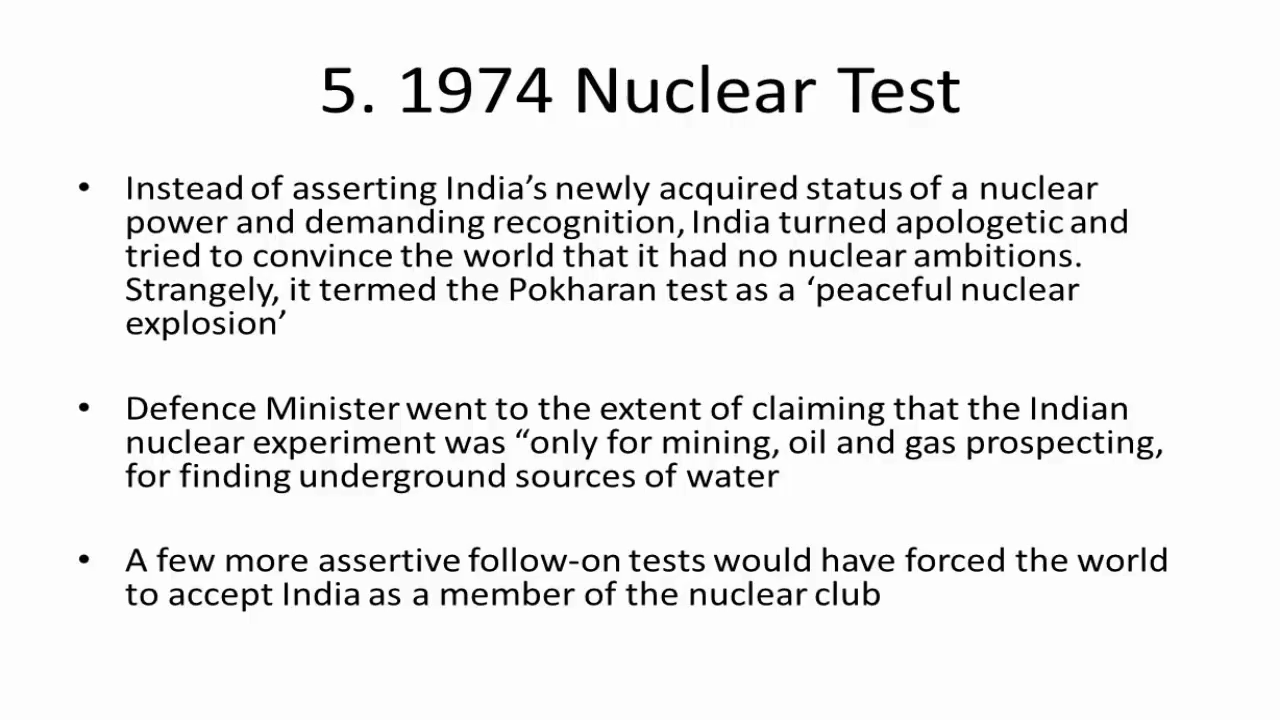 5. 1974 Nuclear Test
• Instead of asserting India’s newly acquired status of a nuclear
power and demanding recognition, India turned apologetic and
tried to convince the world that it had no nuclear ambitions.
Strangely, it termed the Pokharan test as a ‘peaceful nuclear
explosion’
• Defence Minister went to the extent of claiming that the Indian
nuclear experiment was “only for mining, oil and gas prospecting,
for finding underground sources of water
• A few more assertive follow-on tests would have forced the world
to accept India as a member of the nuclear club